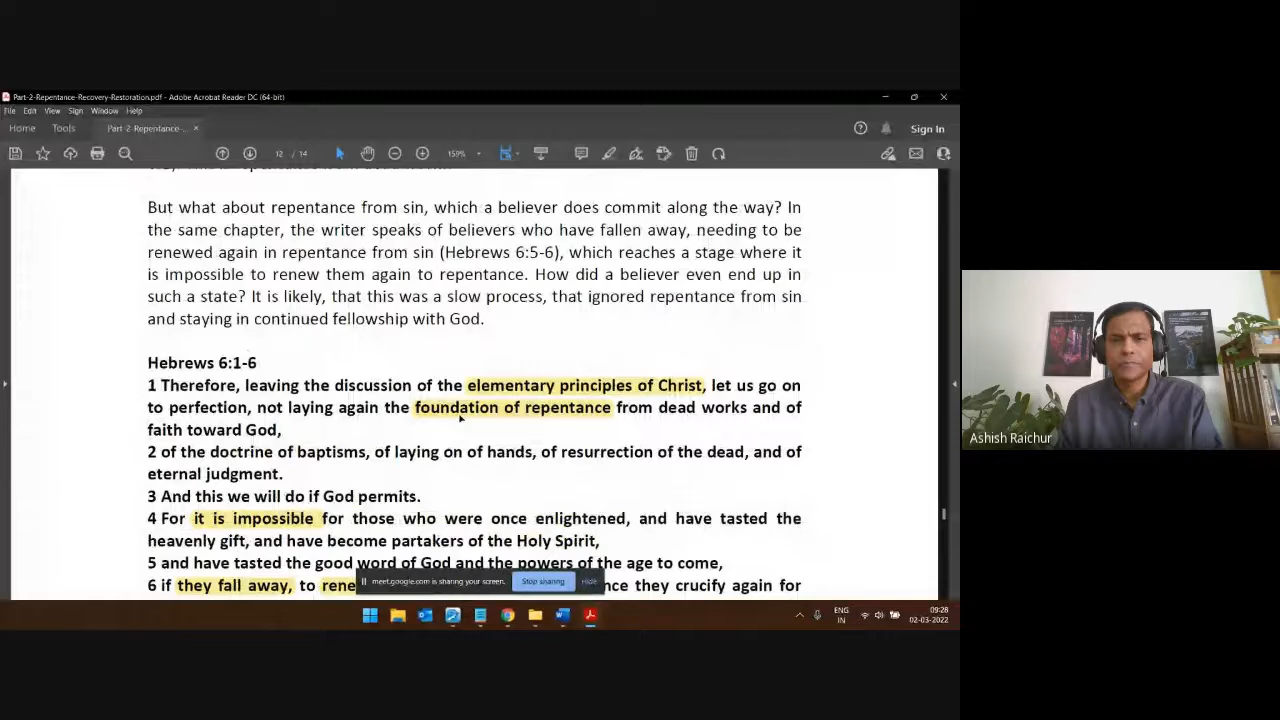 Part-2-Repentance-Recovery-Restoration.pdf - Adobe Acrobat Reader DC (64-bit)
File Edit View Sign Window Help
Home Tools Part-2-Repentance-... × Sign In
12 / 14 159%
But what about repentance from sin, which a believer does commit along the way? In
the same chapter, the writer speaks of believers who have fallen away, needing to be
renewed again in repentance from sin (Hebrews 6:5-6), which reaches a stage where it
is impossible to renew them again to repentance. How did a believer even end up in
such a state? It is likely, that this was a slow process, that ignored repentance from sin
and staying in continued fellowship with God.
Hebrews 6:1-6
1 Therefore, leaving the discussion of the elementary principles of Christ, let us go on
to perfection, not laying again the foundation of repentance from dead works and of
faith toward God,
2 of the doctrine of baptisms, of laying on of hands, of resurrection of the dead, and of
eternal judgment.
3 And this we will do if God permits.
4 For it is impossible for those who were once enlightened, and have tasted the
heavenly gift, and have become partakers of the Holy Spirit,
5 and have tasted the good word of God and the powers of the age to come,
6 if they fall away, to rene nce they crucify again for
meet.google.com is sharing your screen. Stop sharing Hide
ENG
IN
09:28
02-03-2022
Ashish Raichur